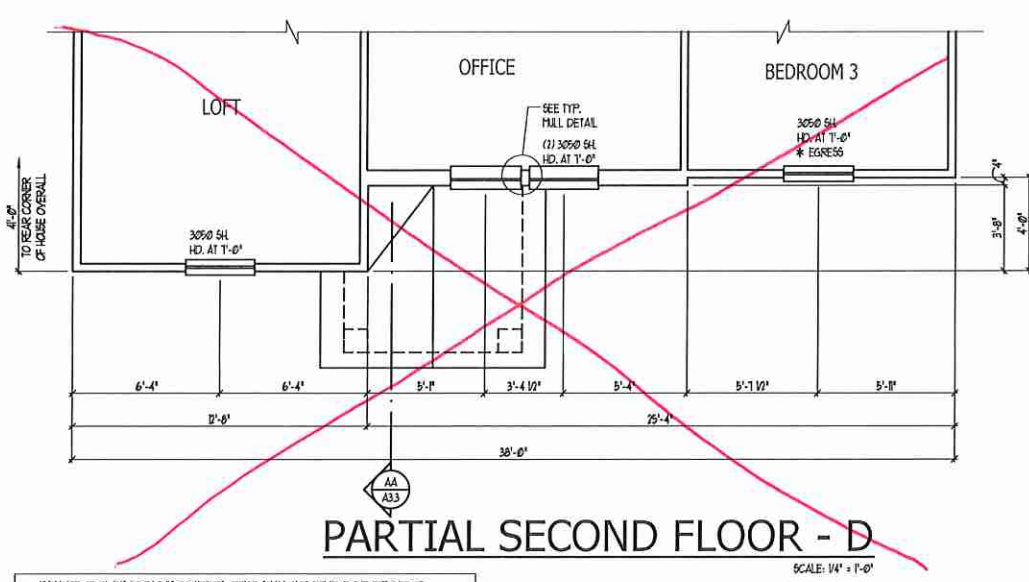 OFFICE
BEDROOM 3
LOFT
SEE TYP.
MULL DETAIL
(2) 3050 SH.
HD. AT 7'-0"
3050 SH.
HD. AT 7'-0"
* EGRESS
4"
41'-0"
TO REAR CORNER
OF HOUSE OVERALL
3050 SH.
HD. AT 7'-0"
3'-8"
4'-0"
6'-4"
6'-4"
5'-1"
3'-4 1/2"
5'-4"
5'-7 1/2"
5'-11"
12'-8"
25'-4"
38'-0"
AA
A3.3
PARTIAL SECOND FLOOR - D
SCALE: 1/4" = 1'-0"